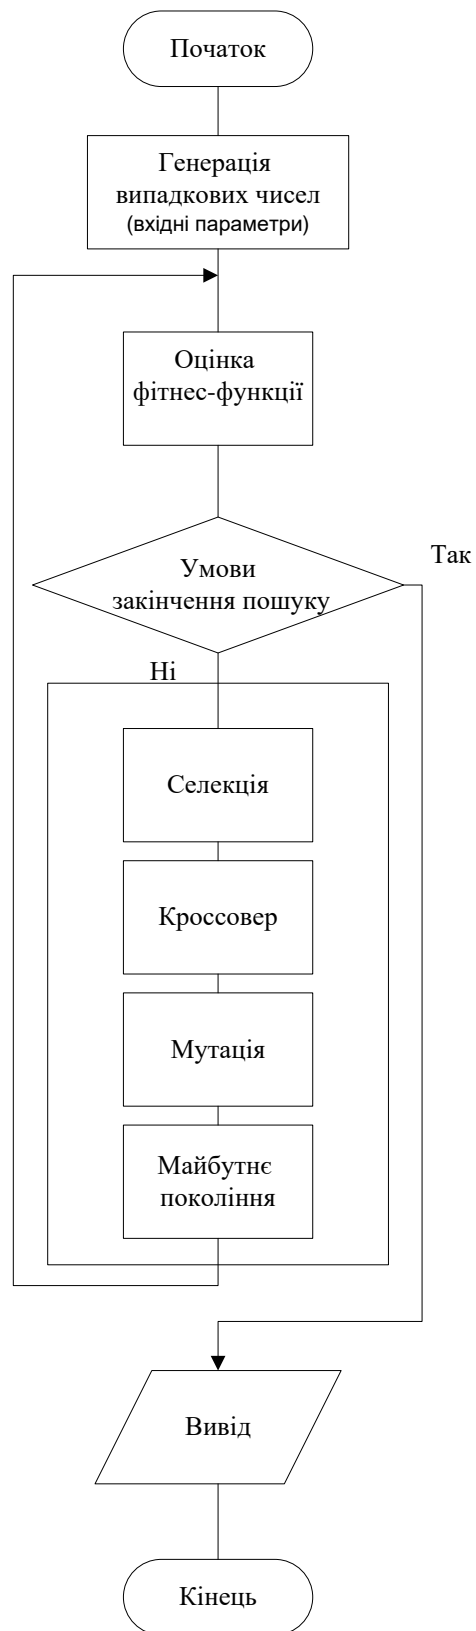 Початок
Генерація
випадкових чисел
(вхідні параметри)
Оцінка
фітнес-функції
Умови
закінчення пошуку
Так
Ні
Селекція
Кроссовер
Мутація
Майбутнє
покоління
Вивід
Кінець